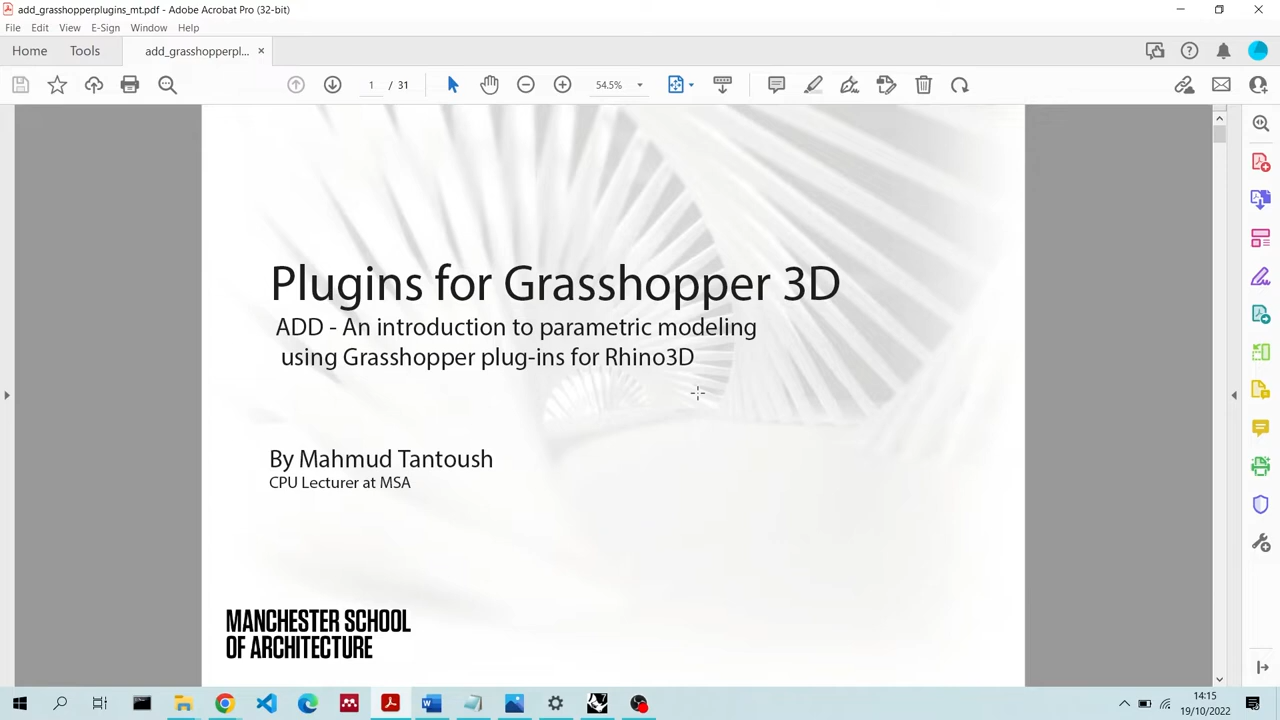 add_grasshopperplugins_mt.pdf - Adobe Acrobat Pro (32-bit)
File Edit View E-Sign Window Help
Home Tools add_grasshopperpl... ×
1 / 31 54.5%
Plugins for Grasshopper 3D
ADD - An introduction to parametric modeling
using Grasshopper plug-ins for Rhino3D
By Mahmud Tantoush
CPU Lecturer at MSA
MANCHESTER SCHOOL
OF ARCHITECTURE
14:15
19/10/2022